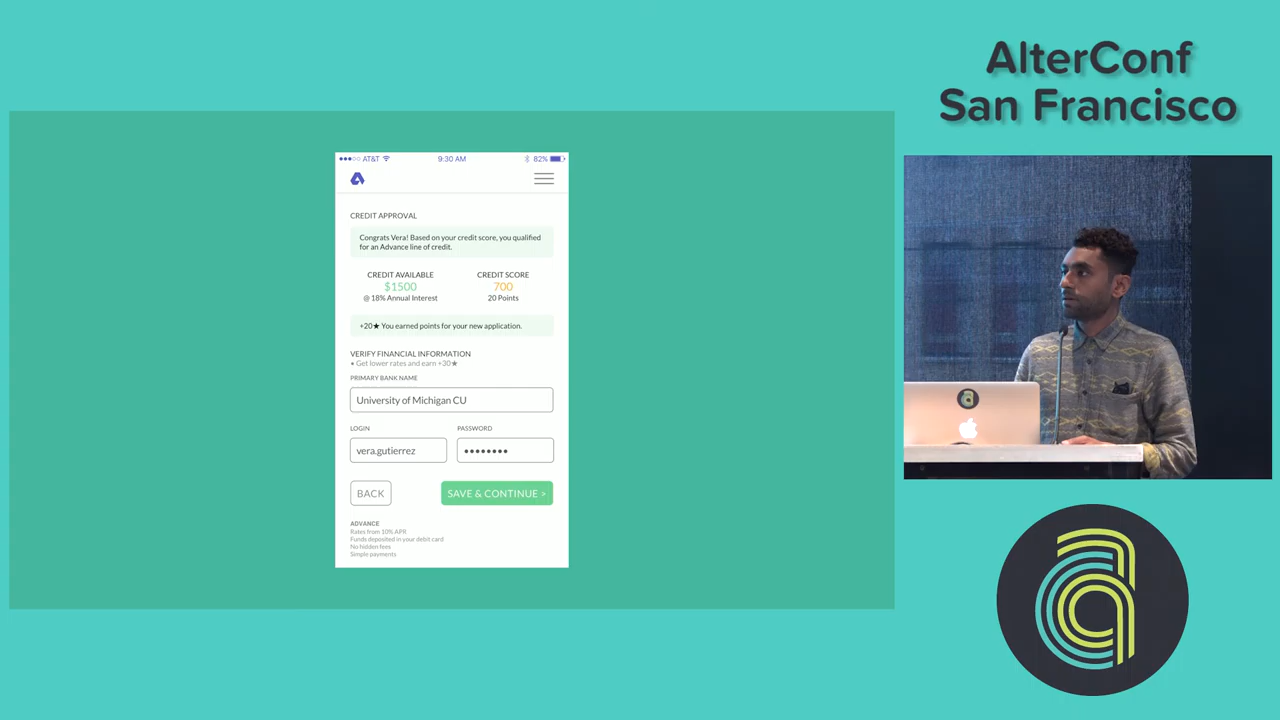 AlterConf
San Francisco
AT&T
9:30 AM
82%
CREDIT APPROVAL
Congrats Vera! Based on your credit score, you qualified
for an Advance line of credit.
CREDIT AVAILABLE
$1500
@ 18% Annual Interest
CREDIT SCORE
700
20 Points
+20★ You earned points for your new application.
VERIFY FINANCIAL INFORMATION
• Get lower rates and earn +20★
PRIMARY BANK NAME
University of Michigan CU
LOGIN
PASSWORD
vera.gutierrez
••••••••
BACK
SAVE & CONTINUE >
ADVANCE
Rates from 10% APR
Funds deposited in your debit card
No hidden fees
Simple payments